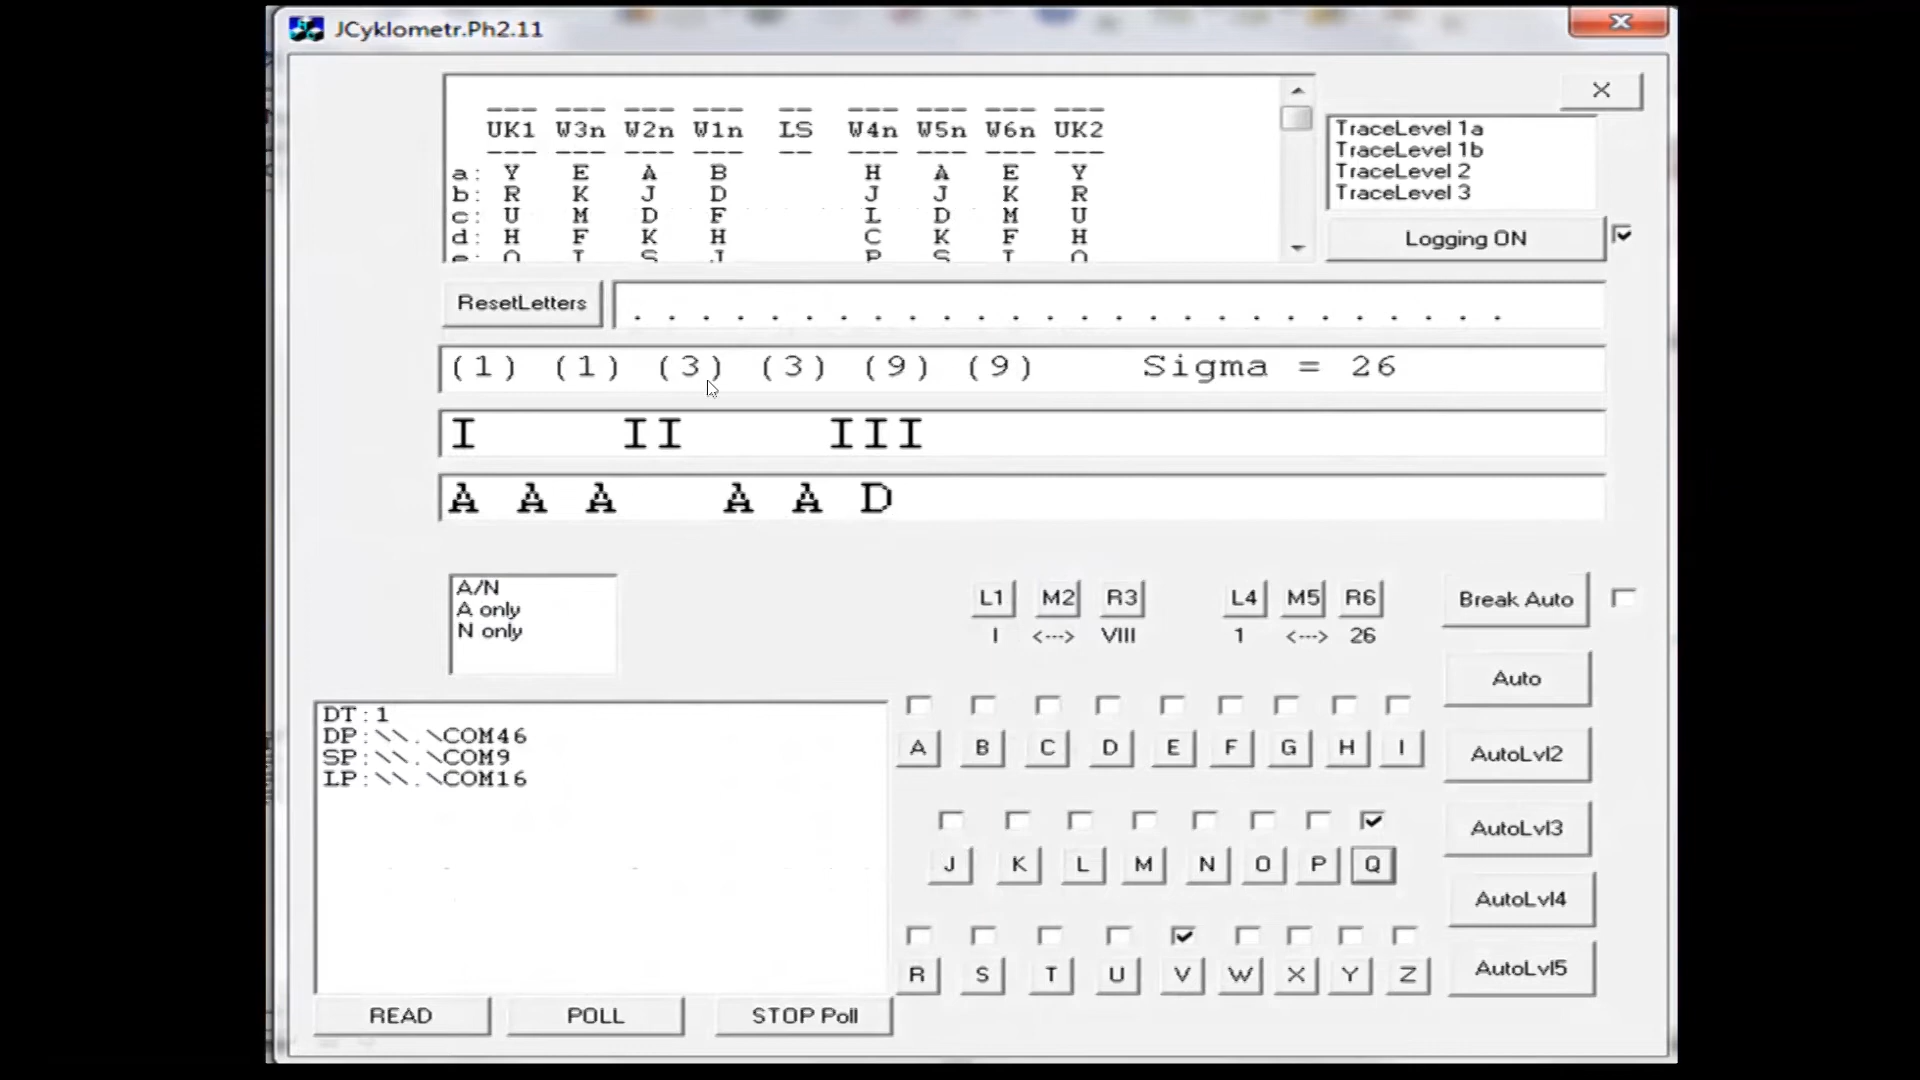 JCyklometr.Ph2.11
--- --- --- --- -- --- --- --- ---
UK1 W3n W2n W1n LS W4n W5n W6n UK2
--- --- --- --- -- --- --- --- ---
a: Y E A B H A E Y
b: R K J D J J K R
c: U M D F L D M U
d: H F K H C K F H
TraceLevel 1a
TraceLevel 1b
TraceLevel 2
TraceLevel 3
Logging ON
ResetLetters . . . . . . . . . . . . . . . . . . . . . . . . . .
(1) (1) (3) (3) (9) (9) Sigma = 26
I II III
A A A A A D
A/N
A only
N only
L1 M2 R3 L4 M5 R6
I <---> VIII 1 <---> 26
Break Auto
Auto
AutoLvl2
AutoLvl3
AutoLvl4
AutoLvl5
DT:1
DP:\\.\COM46
SP:\\.\COM9
LP:\\.\COM16
A B C D E F G H I
J K L M N O P Q
R S T U V W X Y Z
READ POLL STOP Poll